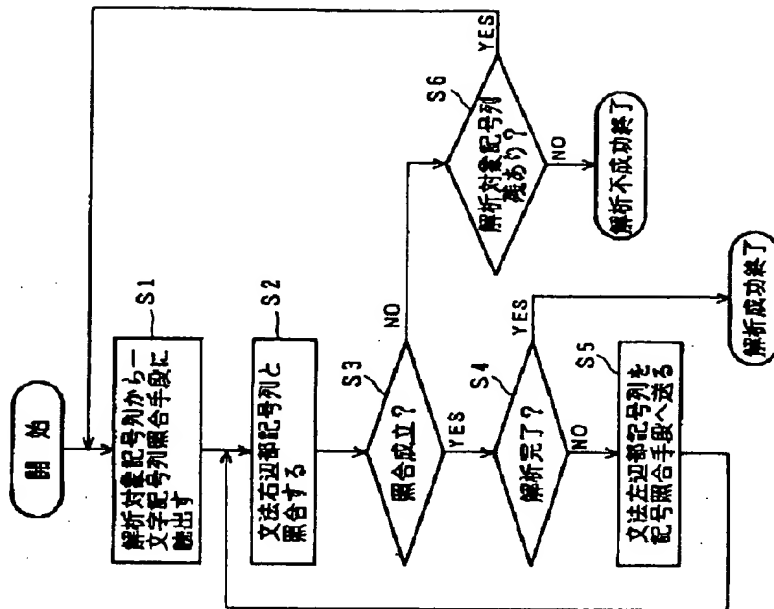 開始
解析対象記号列から一
文字記号列照合手段に
読出す
S1
文法右辺部記号列と
照合する
S2
照合成立?
S3
NO
YES
解析対象記号列
残あり?
S6
YES
NO
解析不成功終了
解析完了?
S4
YES
NO
解析成功終了
文法左辺部記号列を
記号照合手段へ送る
S5